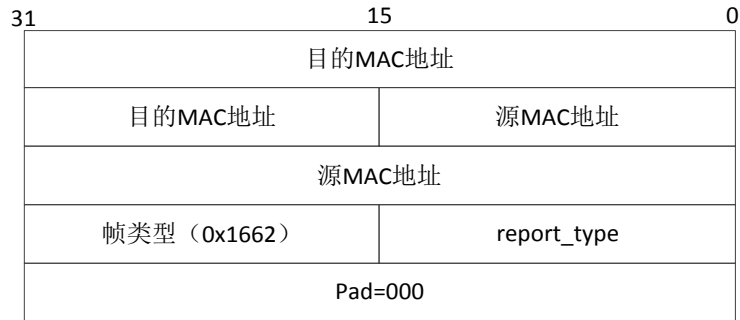 31 15 0
目的MAC地址
目的MAC地址 源MAC地址
源MAC地址
帧类型（0x1662） report_type
Pad=000